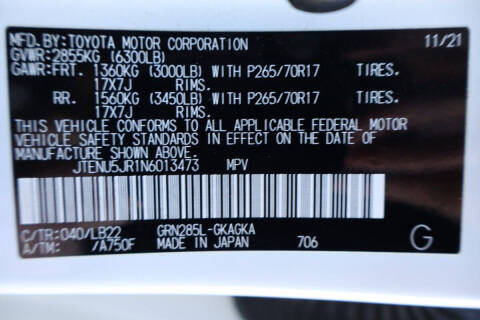 MFD.BY:TOYOTA MOTOR CORPORATION 11/21
GVWR:2855KG (6300LB)
GAWR:FRT. 1360KG (3000LB) WITH P265/70R17 TIRES.
17X7J RIMS.
RR. 1560KG (3450LB) WITH P265/70R17 TIRES.
17X7J RIMS.
THIS VEHICLE CONFORMS TO ALL APPLICABLE FEDERAL MOTOR
VEHICLE SAFETY STANDARDS IN EFFECT ON THE DATE
OF MANUFACTURE SHOWN ABOVE.
JTENU5JR1N6013473 MPV
C/TR:040/LB22 GRN285L-GKAGKA
A/TM: /A750F MADE IN JAPAN 706 G